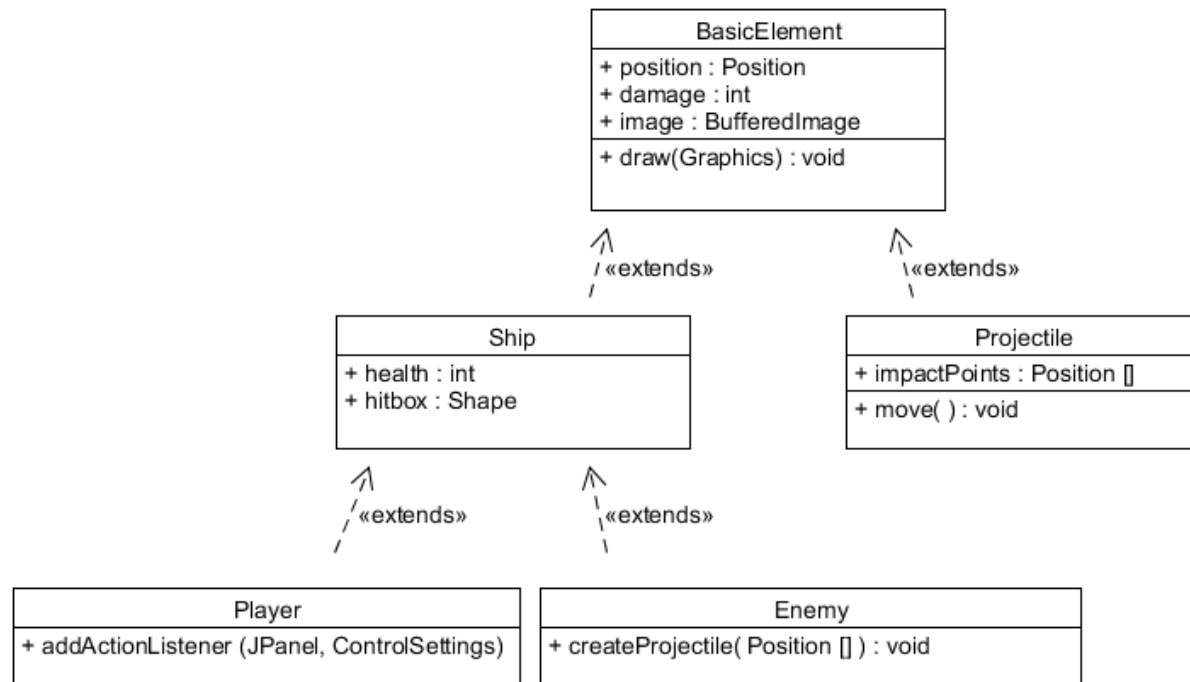 BasicElement
+ position : Position
+ damage : int
+ image : BufferedImage
+ draw(Graphics) : void
«extends»
«extends»
Ship
+ health : int
+ hitbox : Shape
Projectile
+ impactPoints : Position []
+ move( ) : void
«extends»
«extends»
Player
+ addActionListener (JPanel, ControlSettings)
Enemy
+ createProjectile( Position [] ) : void